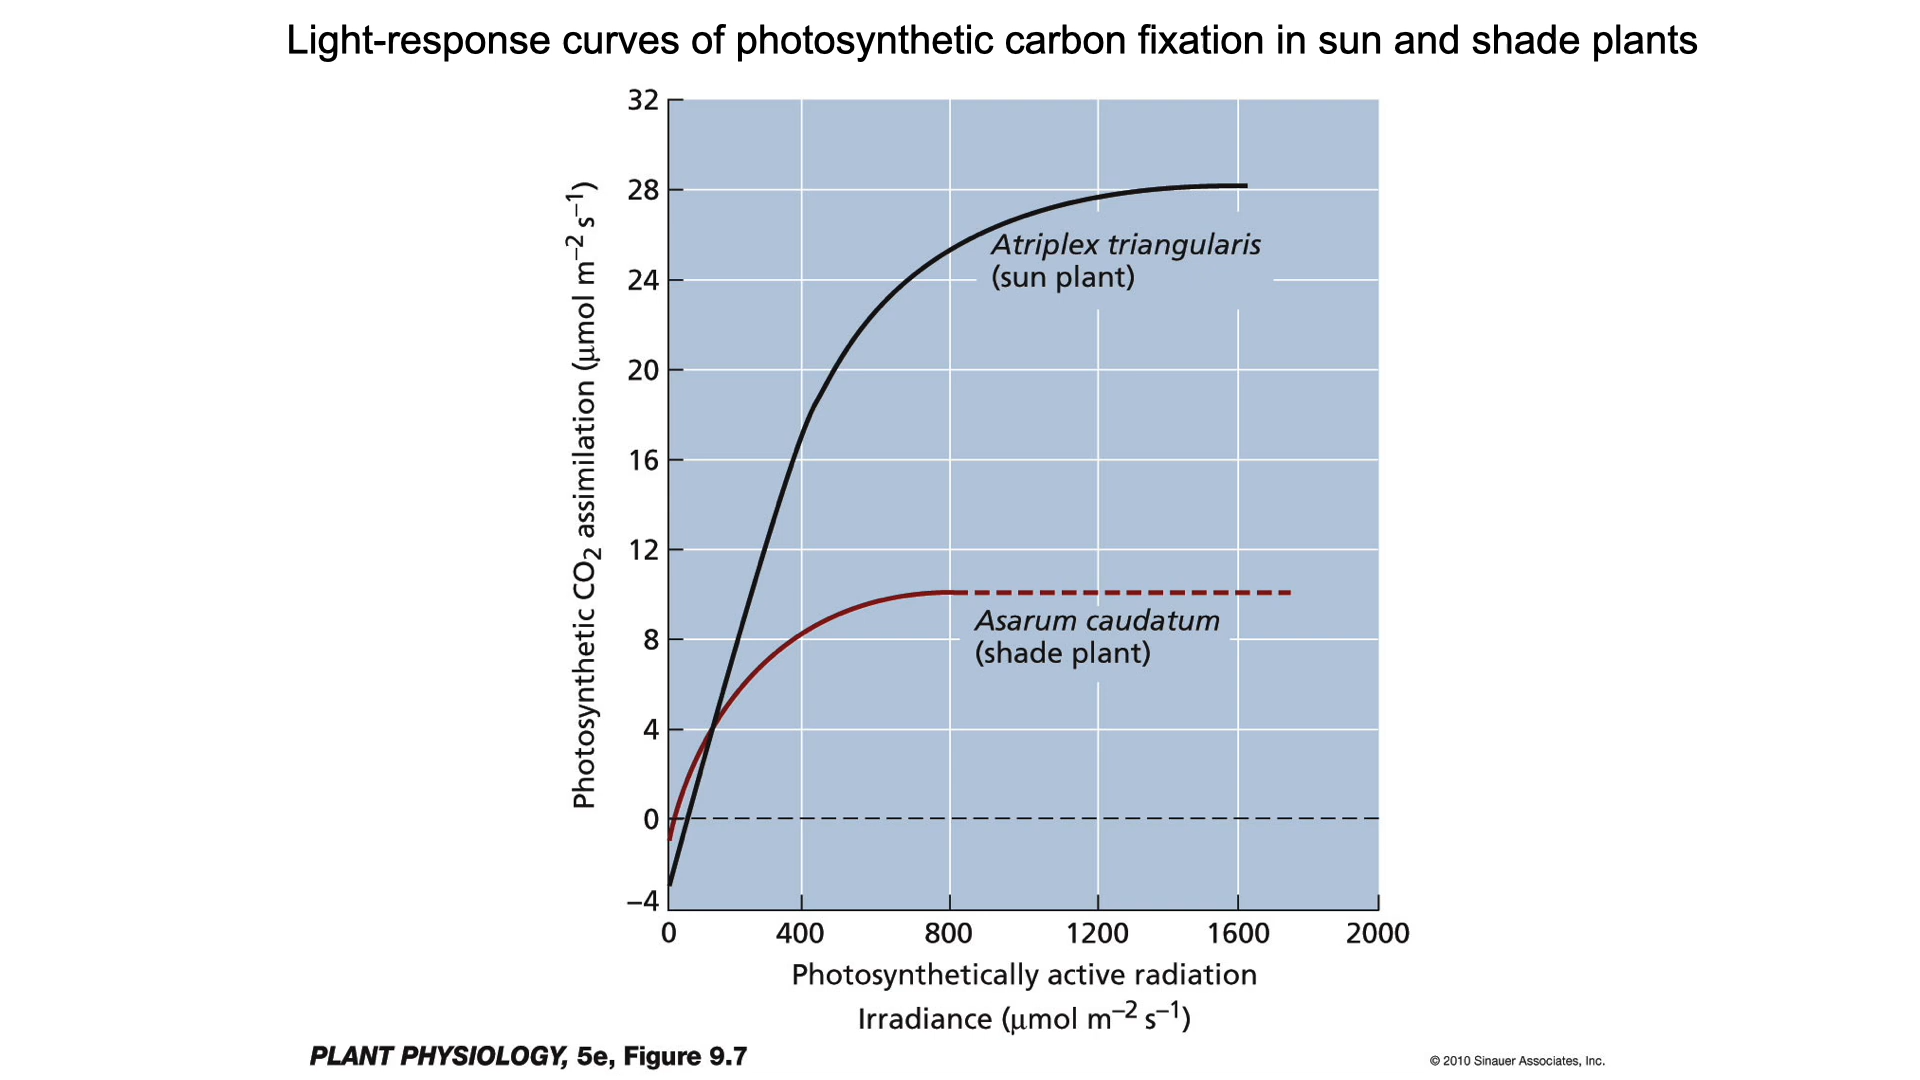 Light-response curves of photosynthetic carbon fixation in sun and shade plants
Photosynthetic CO₂ assimilation (μmol m⁻² s⁻¹)
32
28
24
20
16
12
8
4
0
–4
Atriplex triangularis
(sun plant)
Asarum caudatum
(shade plant)
0 400 800 1200 1600 2000
Photosynthetically active radiation
Irradiance (μmol m⁻² s⁻¹)
PLANT PHYSIOLOGY, 5e, Figure 9.7
© 2010 Sinauer Associates, Inc.